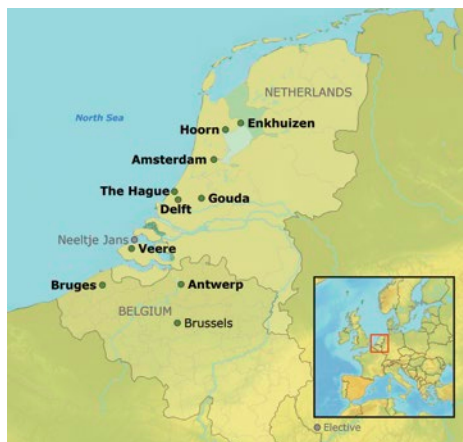 NETHERLANDS
North Sea
Enkhuizen
Hoorn
Amsterdam
The Hague
Gouda
Delft
Neeltje Jans
Veere
Bruges
Antwerp
BELGIUM
Brussels
Elective